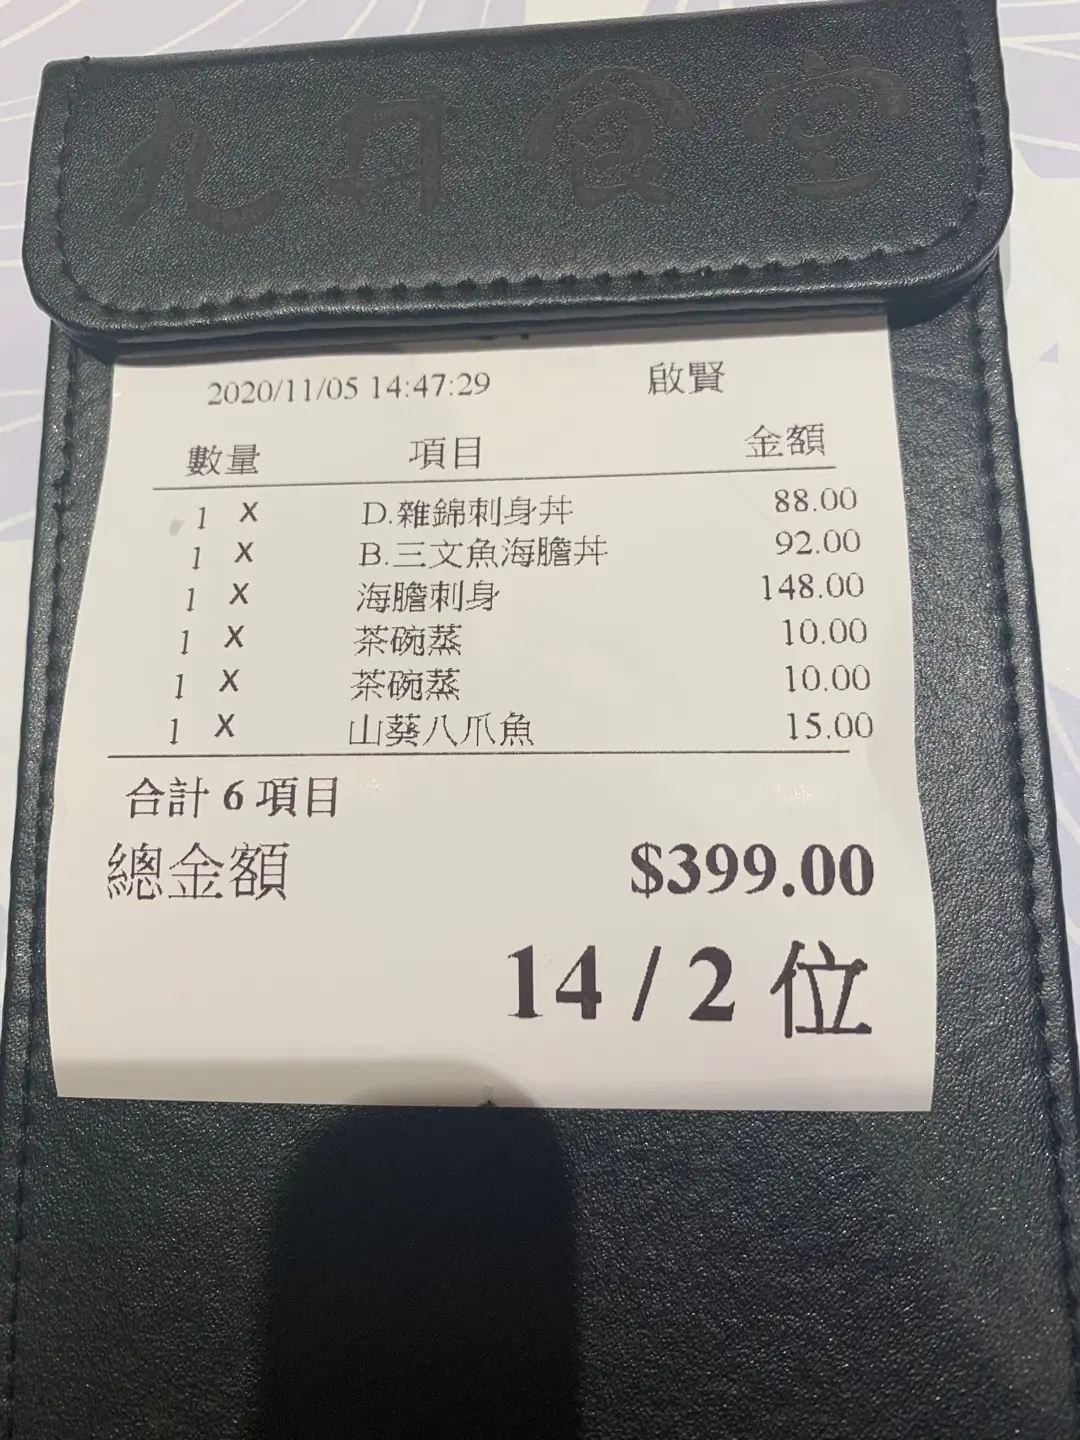 九丼食堂
2020/11/05 14:47:29 啟賢
數量 項目 金額
1 X D.雜錦刺身丼 88.00
1 X B.三文魚海膽丼 92.00
1 X 海膽刺身 148.00
1 X 茶碗蒸 10.00
1 X 茶碗蒸 10.00
1 X 山葵八爪魚 15.00
合計 6 項目
總金額 $399.00
14 / 2 位